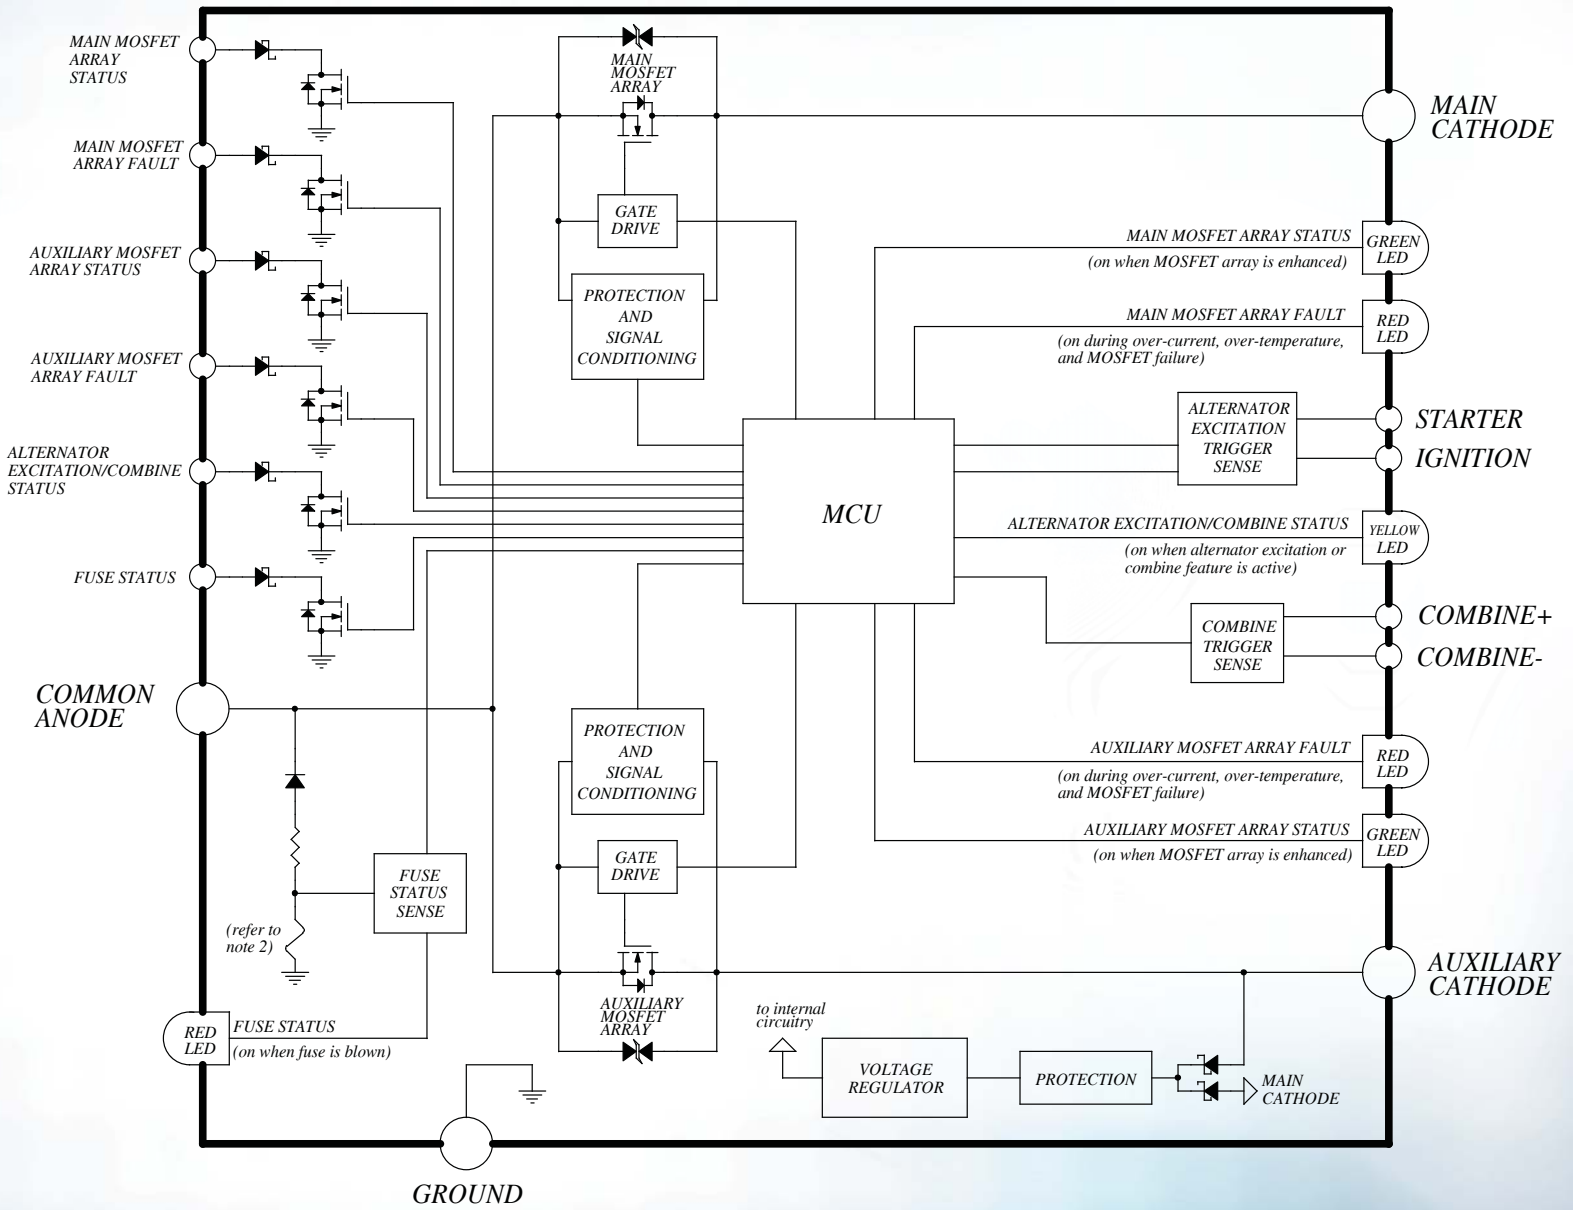 MAIN MOSFET
ARRAY
STATUS
MAIN MOSFET
ARRAY FAULT
AUXILIARY MOSFET
ARRAY STATUS
AUXILIARY MOSFET
ARRAY FAULT
ALTERNATOR
EXCITATION/COMBINE
STATUS
FUSE STATUS
COMMON
ANODE
(refer to
note 2)
FUSE
STATUS
SENSE
RED
LED
FUSE STATUS
(on when fuse is blown)
GROUND
MAIN
MOSFET
ARRAY
GATE
DRIVE
PROTECTION
AND
SIGNAL
CONDITIONING
MCU
PROTECTION
AND
SIGNAL
CONDITIONING
GATE
DRIVE
AUXILIARY
MOSFET
ARRAY
to internal
circuitry
VOLTAGE
REGULATOR
PROTECTION
MAIN
CATHODE
MAIN
CATHODE
MAIN MOSFET ARRAY STATUS
(on when MOSFET array is enhanced)
GREEN
LED
MAIN MOSFET ARRAY FAULT
(on during over-current, over-temperature,
and MOSFET failure)
RED
LED
ALTERNATOR
EXCITATION
TRIGGER
SENSE
STARTER
IGNITION
ALTERNATOR EXCITATION/COMBINE STATUS
(on when alternator excitation or
combine feature is active)
YELLOW
LED
COMBINE
TRIGGER
SENSE
COMBINE+
COMBINE-
AUXILIARY MOSFET ARRAY FAULT
(on during over-current, over-temperature,
and MOSFET failure)
RED
LED
AUXILIARY MOSFET ARRAY STATUS
(on when MOSFET array is enhanced)
GREEN
LED
AUXILIARY
CATHODE